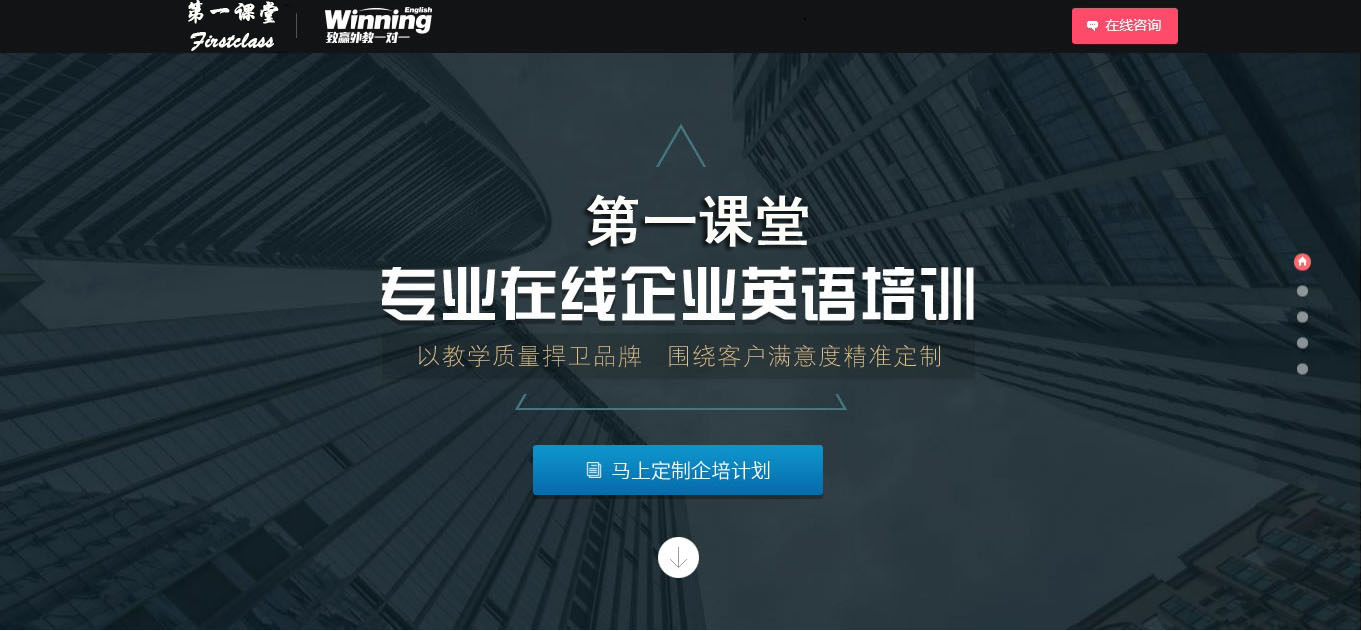 第一课堂
Firstclass
English
Winning
致赢外教一对一
在线咨询
第一课堂
专业在线企业英语培训
以教学质量捍卫品牌 围绕客户满意度精准定制
马上定制企培计划